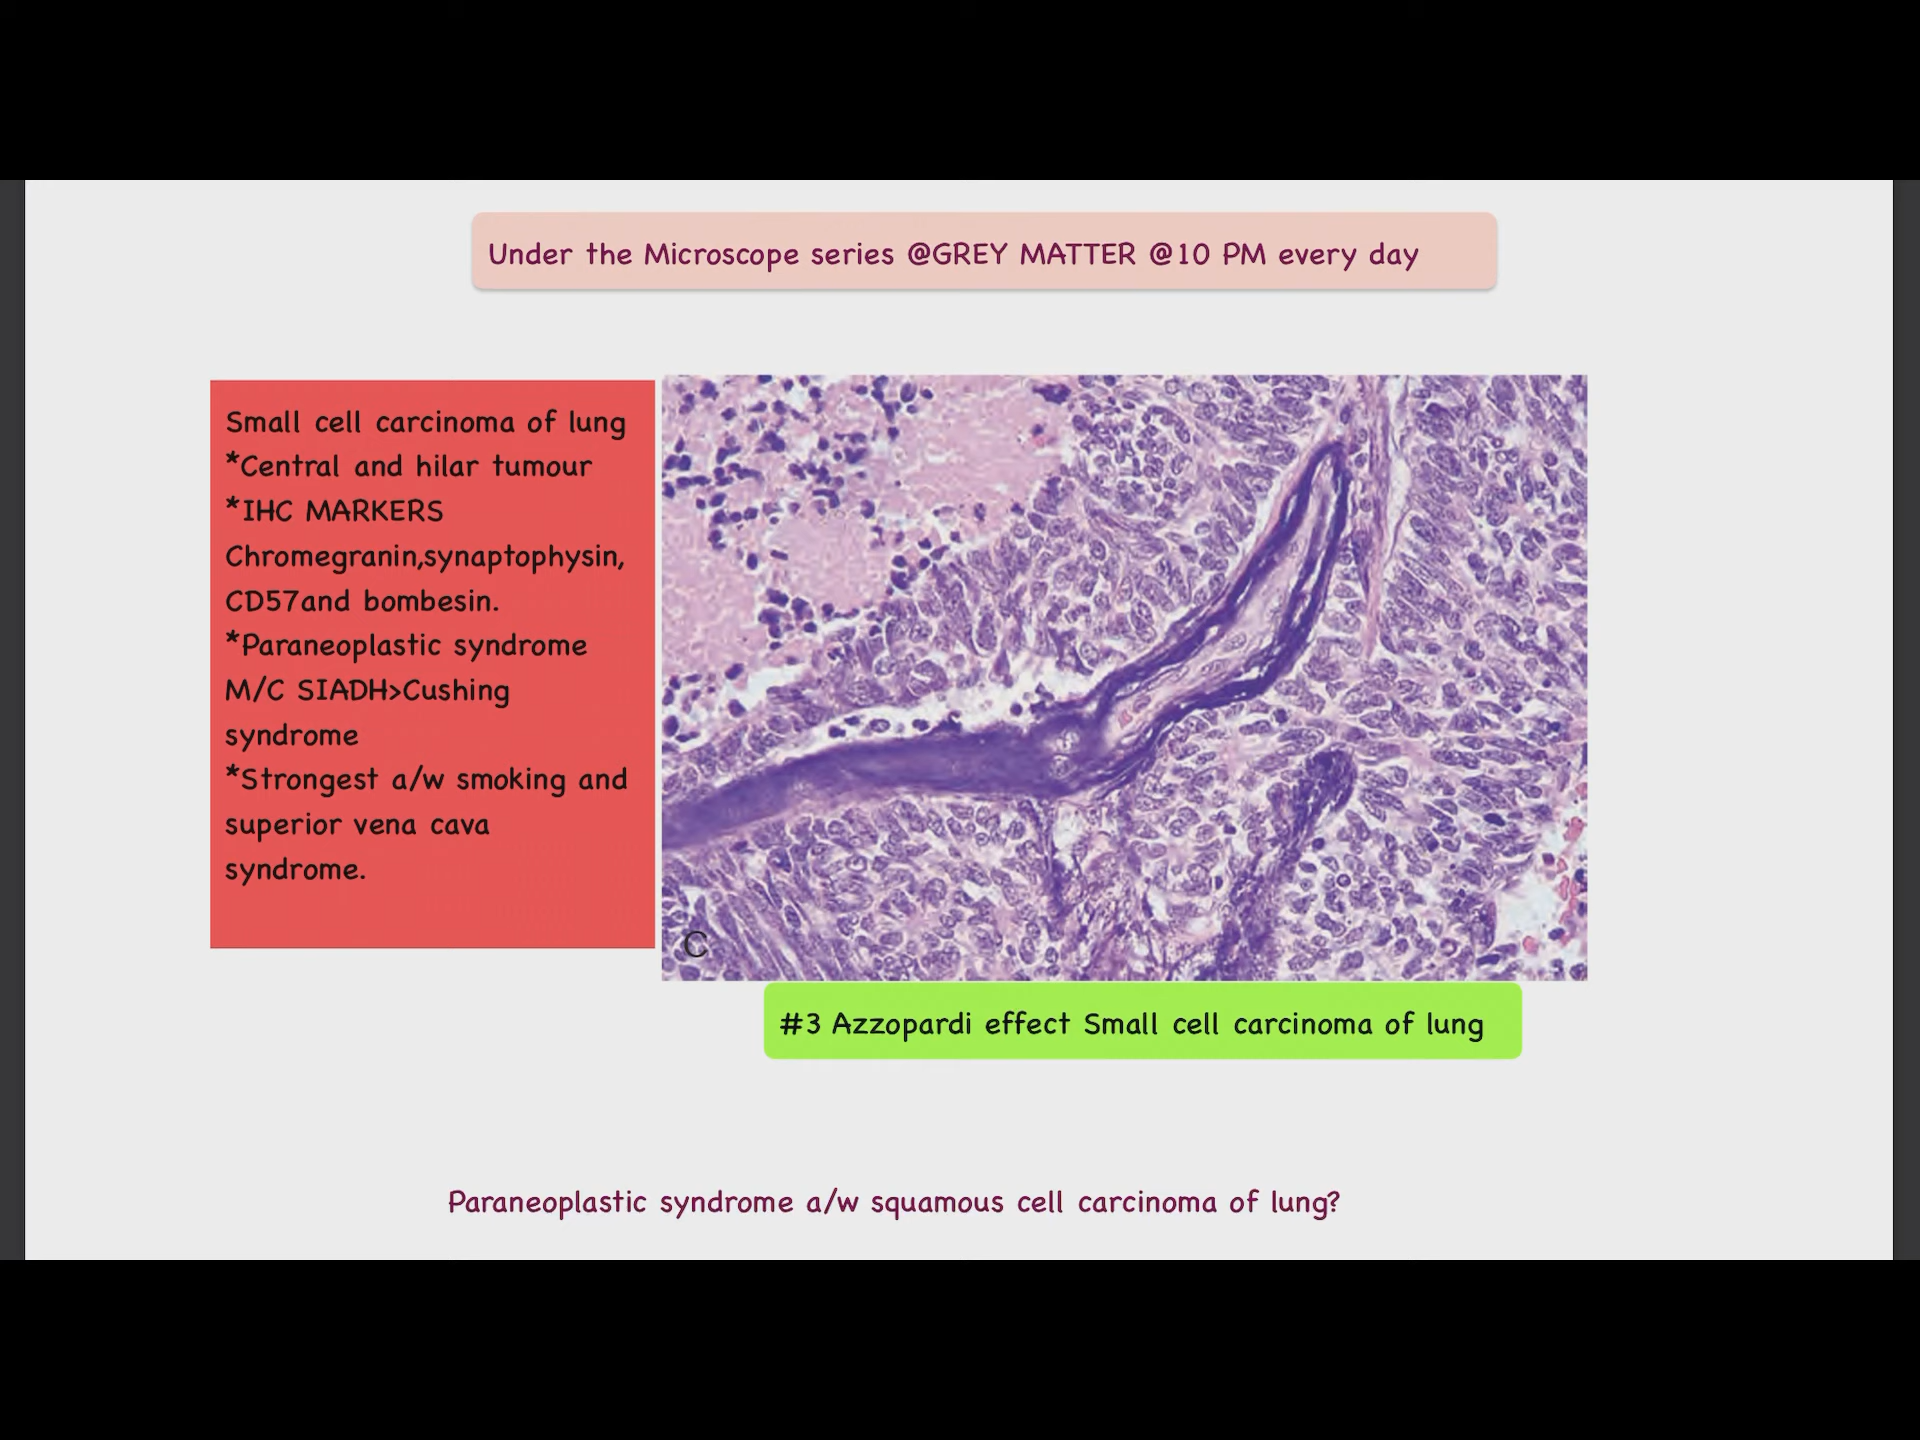 Under the Microscope series @GREY MATTER @10 PM every day
Small cell carcinoma of lung
*Central and hilar tumour
*IHC MARKERS
Chromegranin,synaptophysin,
CD57and bombesin.
*Paraneoplastic syndrome
M/C SIADH>Cushing
syndrome
*Strongest a/w smoking and
superior vena cava
syndrome.
C
#3 Azzopardi effect Small cell carcinoma of lung
Paraneoplastic syndrome a/w squamous cell carcinoma of lung?